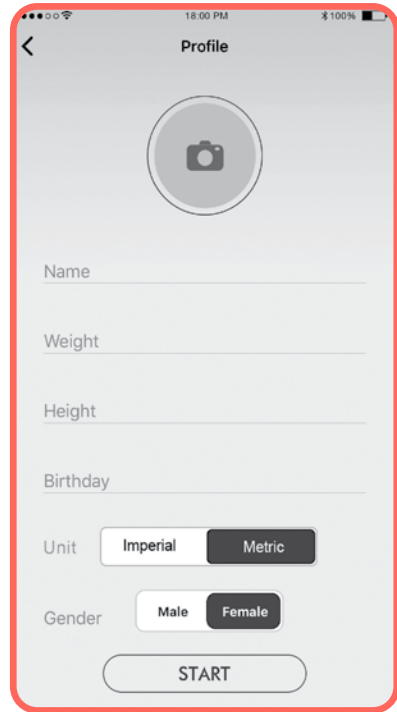 18:00 PM 100%
Profile
Name
Weight
Height
Birthday
Unit Imperial Metric
Gender Male Female
START